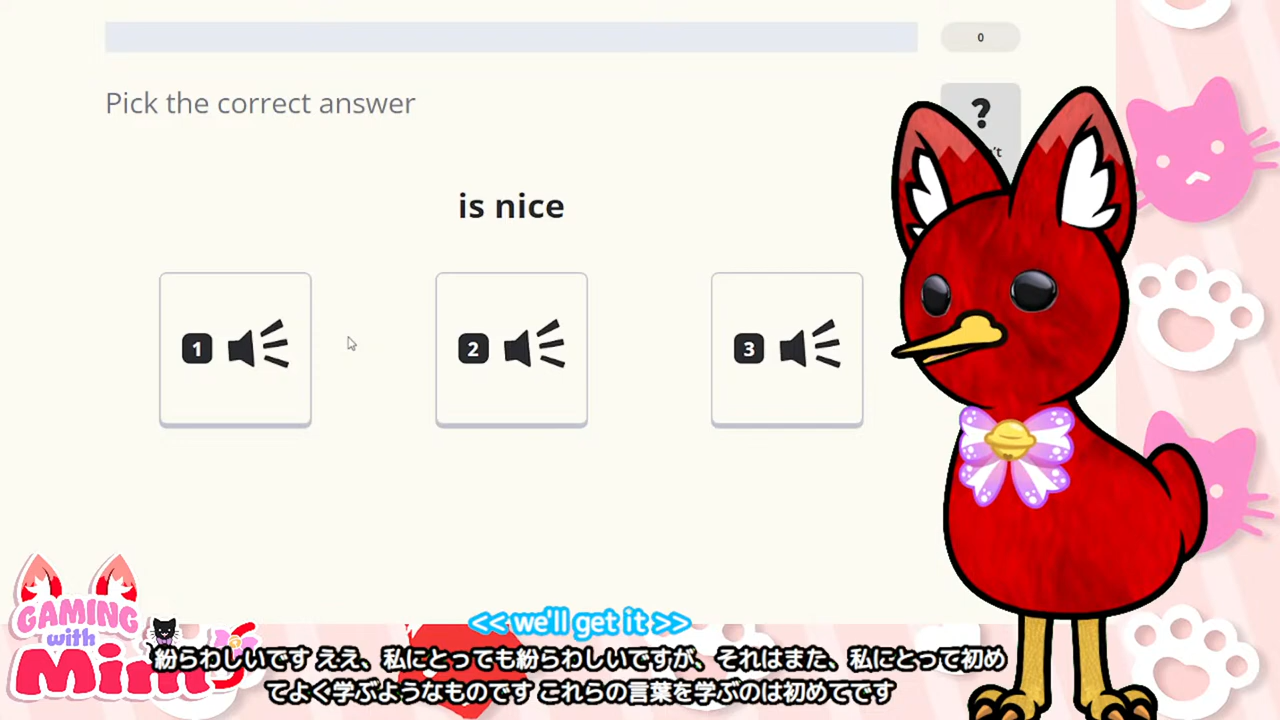 0
Pick the correct answer
?
't
is nice
1
2
3
GAMING
with
Min
<< we'll get it >>
紛らわしいです ええ、私にとっても紛らわしいですが、それはまた、私にとって初め
てよく学ぶようなものです これらの言葉を学ぶのは初めてです